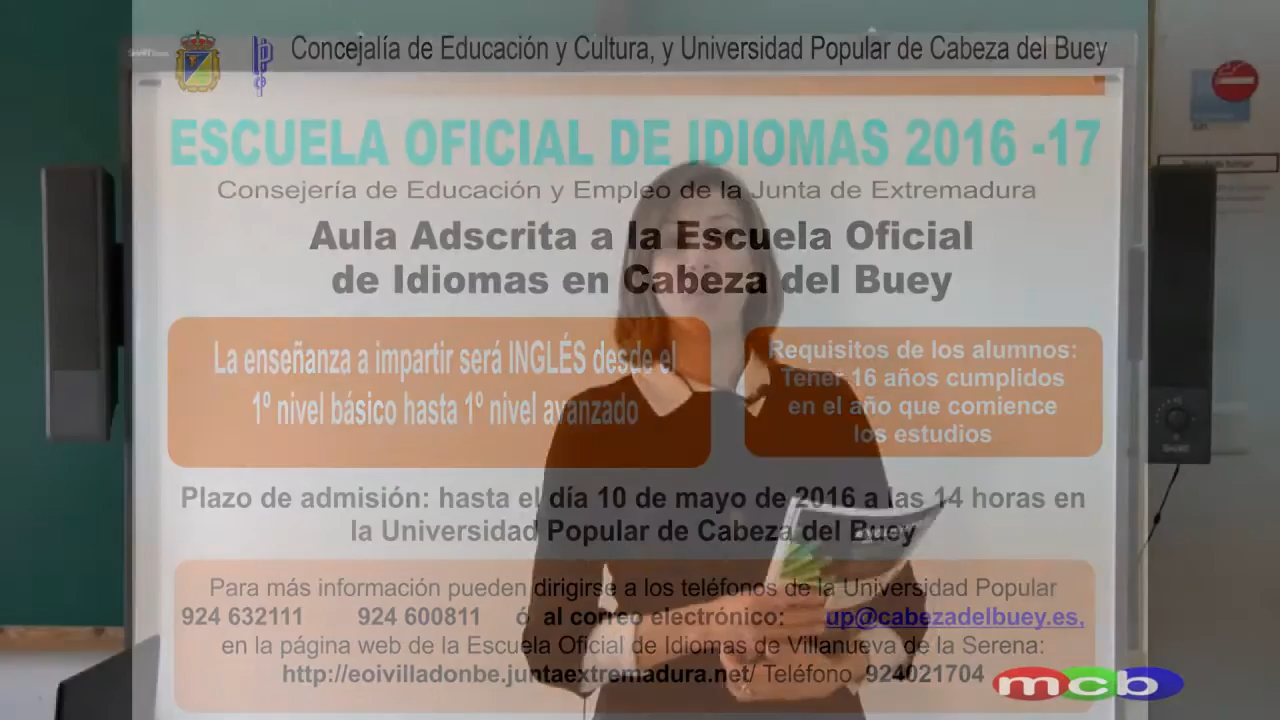 Concejalía de Educación y Cultura, y Universidad Popular de Cabeza del Buey
ESCUELA OFICIAL DE IDIOMAS 2016 -17
Consejería de Educación y Empleo de la Junta de Extremadura
Aula Adscrita a la Escuela Oficial
de Idiomas en Cabeza del Buey
La enseñanza a impartir será INGLÉS desde el
1º nivel básico hasta 1º nivel avanzado
Requisitos de los alumnos:
Tener 16 años cumplidos
en el año que comience
los estudios
Plazo de admisión: hasta el día 10 de mayo de 2016 a las 14 horas en
la Universidad Popular de Cabeza del Buey
Para más información pueden dirigirse a los teléfonos de la Universidad Popular
924 632111 924 600811 ó al correo electrónico: up@cabezadelbuey.es,
en la página web de la Escuela Oficial de Idiomas de Villanueva de la Serena:
http://eoivilladonbe.juntaextremadura.net/ Teléfono 924021704
mcb